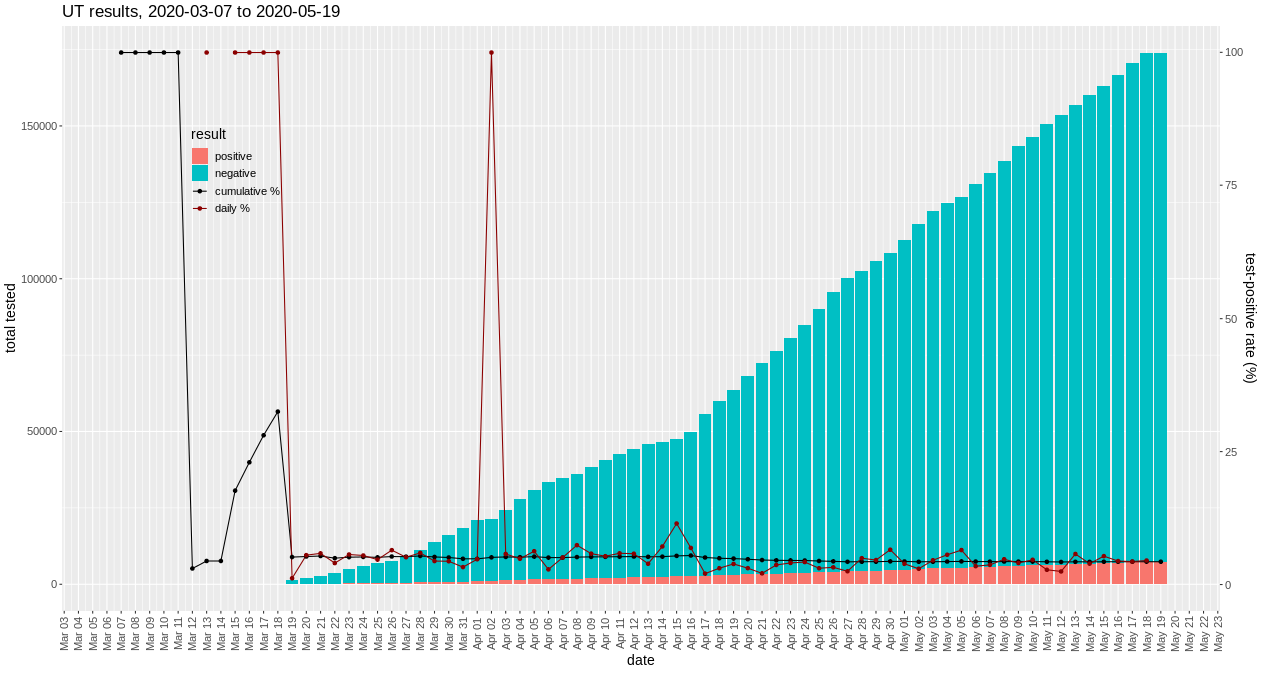 UT results, 2020-03-07 to 2020-05-19
total tested
150000
100000
50000
0
result
positive
negative
cumulative %
daily %
100
75
50
25
0
test-positive rate (%)
Mar 03
Mar 04
Mar 05
Mar 06
Mar 07
Mar 08
Mar 09
Mar 10
Mar 11
Mar 12
Mar 13
Mar 14
Mar 15
Mar 16
Mar 17
Mar 18
Mar 19
Mar 20
Mar 21
Mar 22
Mar 23
Mar 24
Mar 25
Mar 26
Mar 27
Mar 28
Mar 29
Mar 30
Mar 31
Apr 01
Apr 02
Apr 03
Apr 04
Apr 05
Apr 06
Apr 07
Apr 08
Apr 09
Apr 10
Apr 11
Apr 12
Apr 13
Apr 14
Apr 15
Apr 16
Apr 17
Apr 18
Apr 19
Apr 20
Apr 21
Apr 22
Apr 23
Apr 24
Apr 25
Apr 26
Apr 27
Apr 28
Apr 29
Apr 30
May 01
May 02
May 03
May 04
May 05
May 06
May 07
May 08
May 09
May 10
May 11
May 12
May 13
May 14
May 15
May 16
May 17
May 18
May 19
May 20
May 21
May 22
May 23
date